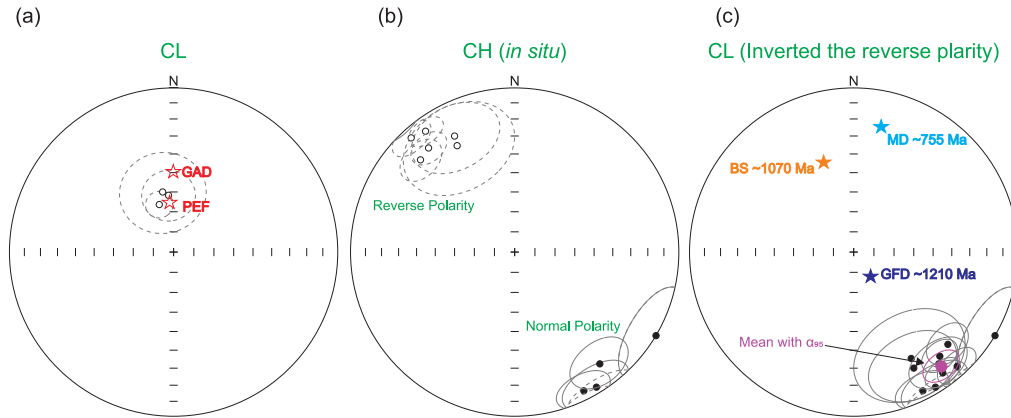 (a)
CL
N
GAD
PEF
(b)
CH (in situ)
N
Reverse Polarity
Normal Polarity
(c)
CL (Inverted the reverse plarity)
N
MD ~755 Ma
BS ~1070 Ma
GFD ~1210 Ma
Mean with α95